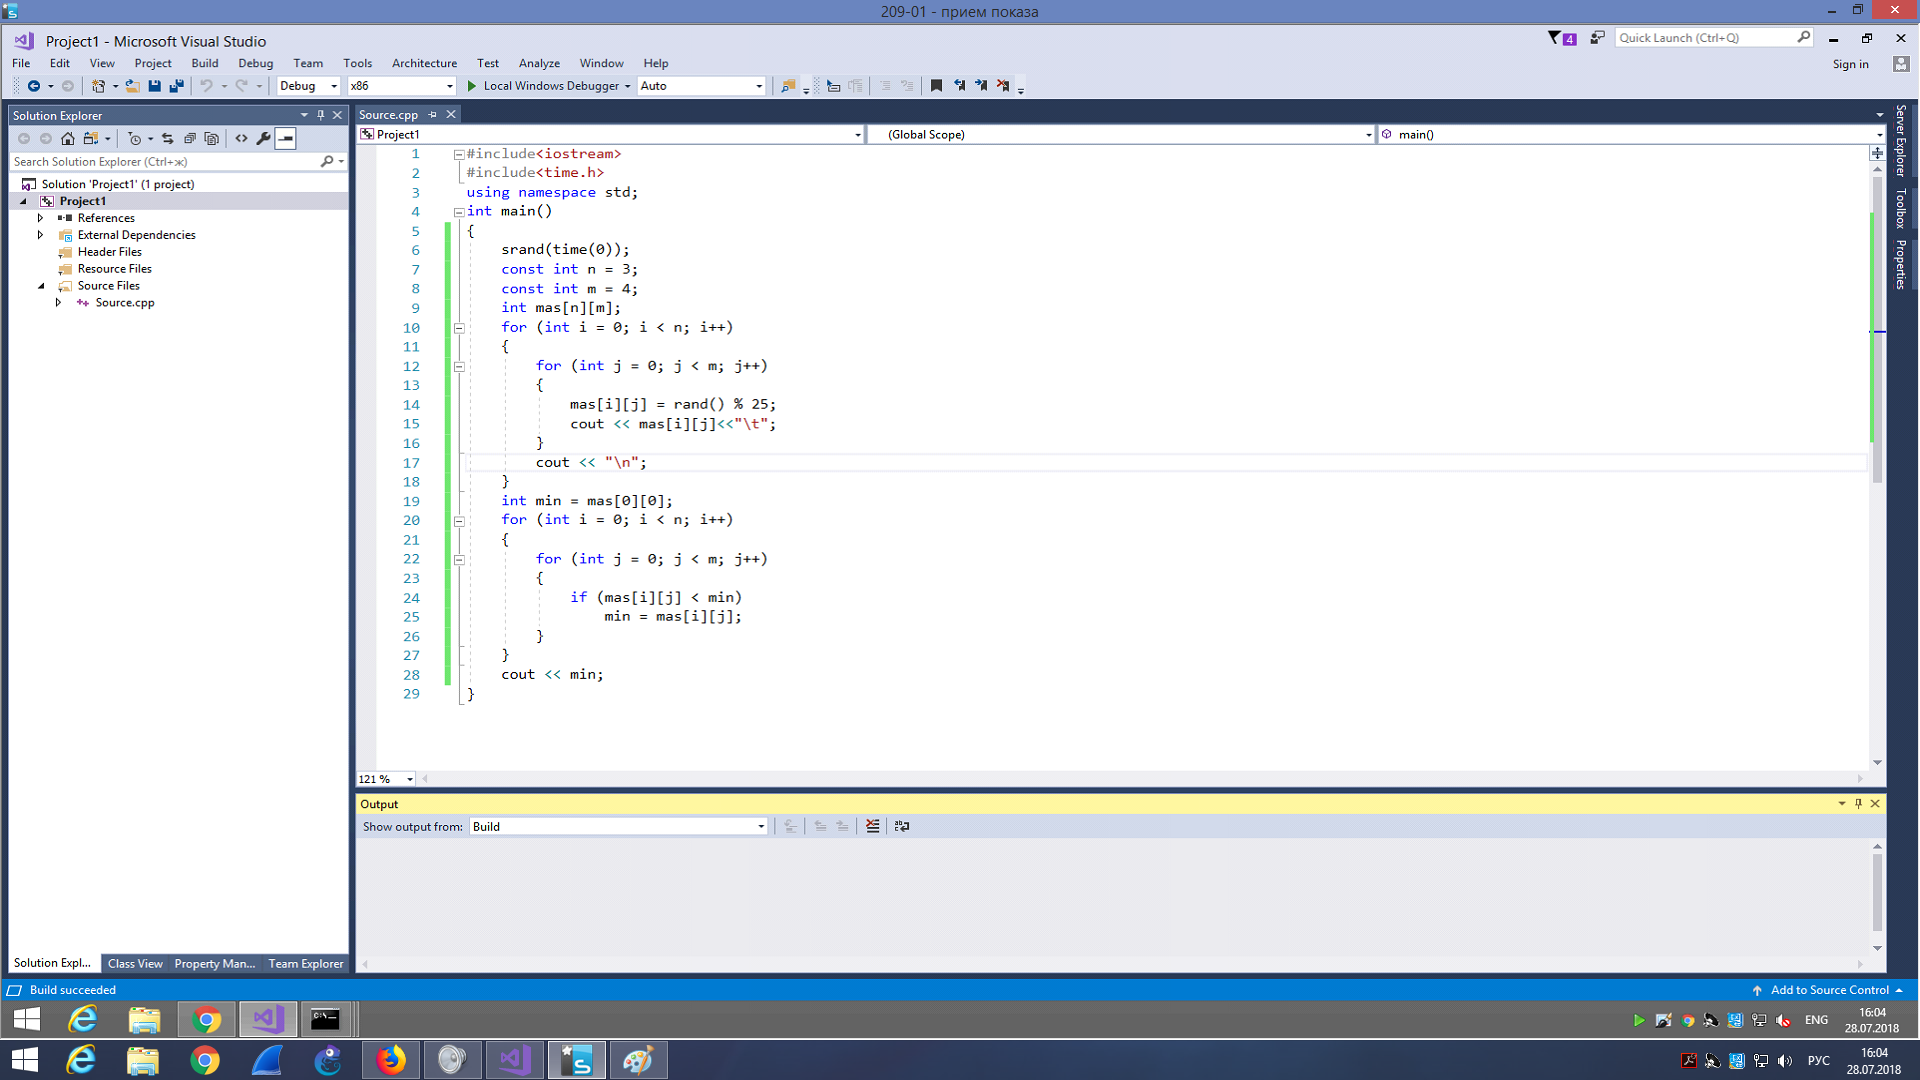 209-01 - прием показа
Project1 - Microsoft Visual Studio
4
Quick Launch (Ctrl+Q)
File Edit View Project Build Debug Team Tools Architecture Test Analyze Window Help
Sign in
Debug x86 Local Windows Debugger Auto
Solution Explorer
Search Solution Explorer (Ctrl+ж)
Solution 'Project1' (1 project)
Project1
References
External Dependencies
Header Files
Resource Files
Source Files
Source.cpp
Solution Expl... Class View Property Man... Team Explorer
Source.cpp
Project1 (Global Scope) main()
1 #include<iostream>
2 #include<time.h>
3 using namespace std;
4 int main()
5 {
6 srand(time(0));
7 const int n = 3;
8 const int m = 4;
9 int mas[n][m];
10 for (int i = 0; i < n; i++)
11 {
12 for (int j = 0; j < m; j++)
13 {
14 mas[i][j] = rand() % 25;
15 cout << mas[i][j]<<"\t";
16 }
17 cout << "\n";
18 }
19 int min = mas[0][0];
20 for (int i = 0; i < n; i++)
21 {
22 for (int j = 0; j < m; j++)
23 {
24 if (mas[i][j] < min)
25 min = mas[i][j];
26 }
27 }
28 cout << min;
29 }
121 %
Output
Show output from: Build
Server Explorer
Toolbox
Properties
Build succeeded
Add to Source Control
ENG
16:04
28.07.2018
РУС
16:04
28.07.2018